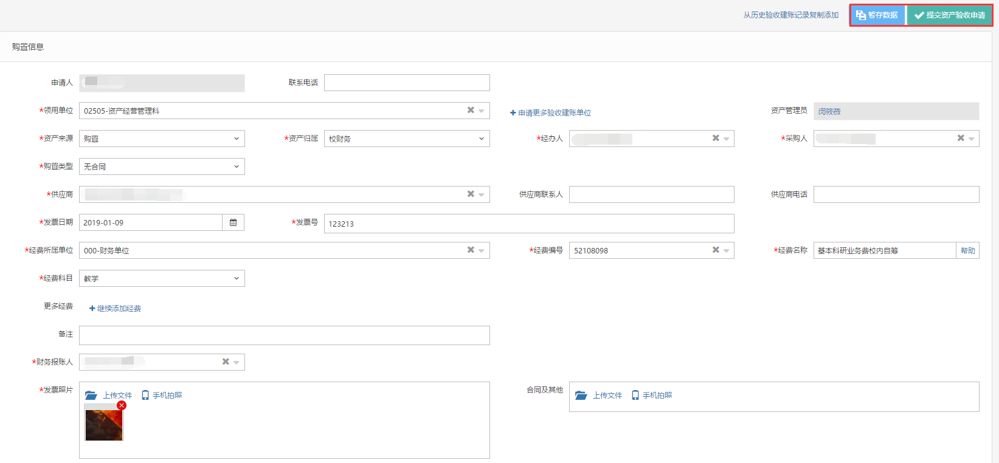 从历史验收建账记录复制添加 暂存数据 提交资产验收申请
购置信息
申请人 联系电话
*领用单位 02505-资产经营管理科 申请更多验收建账单位 资产管理员 闵筱薇
*资产来源 购置 *资产归属 校财务 *经办人 *采购人
*购置类型 无合同
*供应商 供应商联系人 供应商电话
*发票日期 2019-01-09 *发票号 123213
*经费所属单位 000-财务单位 *经费编号 52108098 *经费名称 基本科研业务费校内自筹 帮助
*经费科目 教学
更多经费 继续添加经费
备注
*财务报账人
*发票照片 上传文件 手机拍照 合同及其他 上传文件 手机拍照